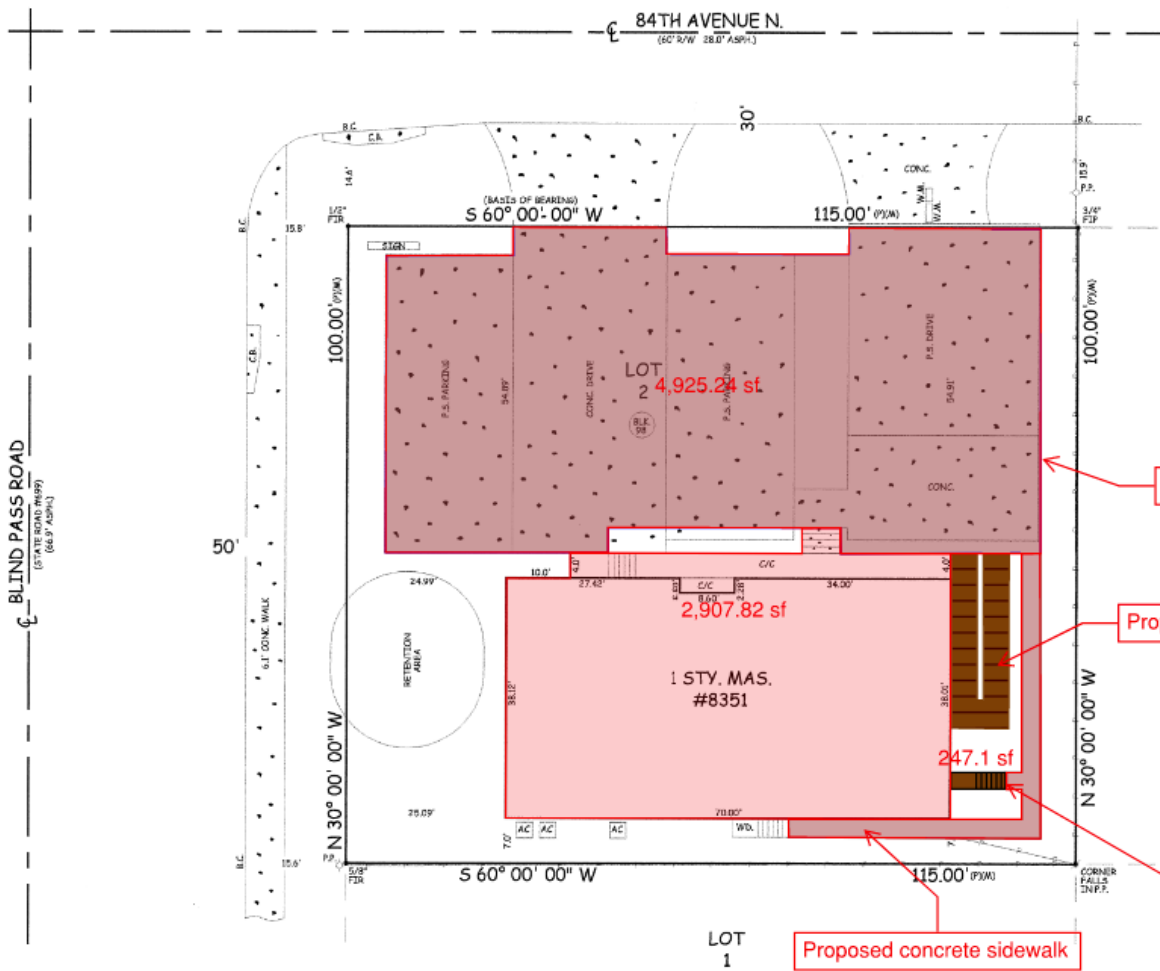 84TH AVENUE N.
(60' R/W 28.0' ASPH.)
℄
30'
B.C.
C.B.
14.6'
B.C.
15.9'
P.P.
CONC.
W.M.
W.M.
(BASIS OF BEARING)
S 60° 00'-00" W
115.00' (P)(M)
1/2"
FIR
3/4"
FIP
B.C.
15.8'
SIGN
100.00' (P)(M)
100.00' (P)(M)
C.B.
P.S. PARKING
54.89'
CONC. DRIVE
LOT
2
4,925.24 sf
BLK.
98
P.S. PARKING
P.S. DRIVE
54.91'
CONC.
BLIND PASS ROAD
(STATE ROAD #699)
(66.9' ASPH.)
℄
50'
6.1' CONC. WALK
24.99'
RETENTION
AREA
10.0'
4.0'
C/C
4.0'
27.42'
C/C
34.00'
8.60'
2.28'
2,907.82 sf
Pro
1 STY. MAS.
#8351
38.12'
38.01'
247.1 sf
N 30° 00' 00" W
N 30° 00' 00" W
25.09'
70.00'
AC
AC
AC
WD.
7.0'
B.C.
15.6'
P.P.
5/8"
FIR
S 60° 00' 00" W
115.00' (P)(M)
CORNER
FALLS
IN P.P.
LOT
1
Proposed concrete sidewalk